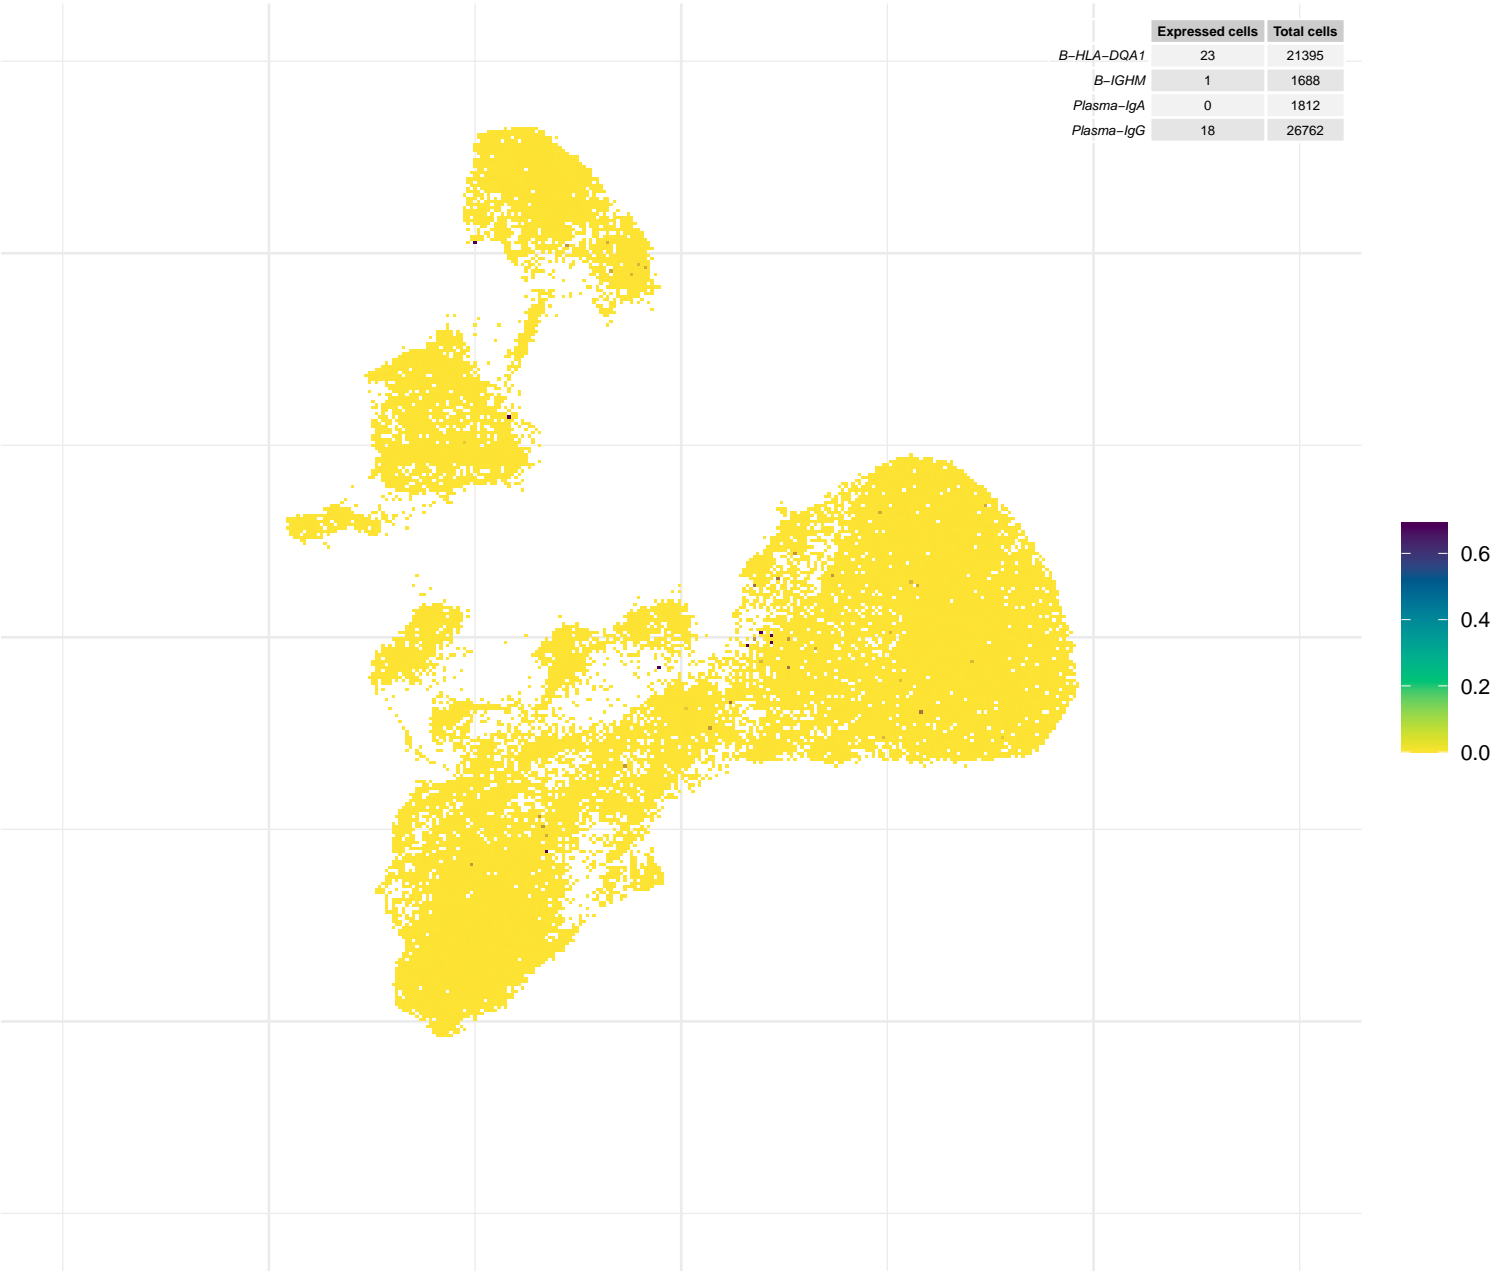 Expressed cells Total cells
B−HLA−DQA1 23 21395
B−IGHM 1 1688
Plasma−IgA 0 1812
Plasma−IgG 18 26762
0.6
0.4
0.2
0.0